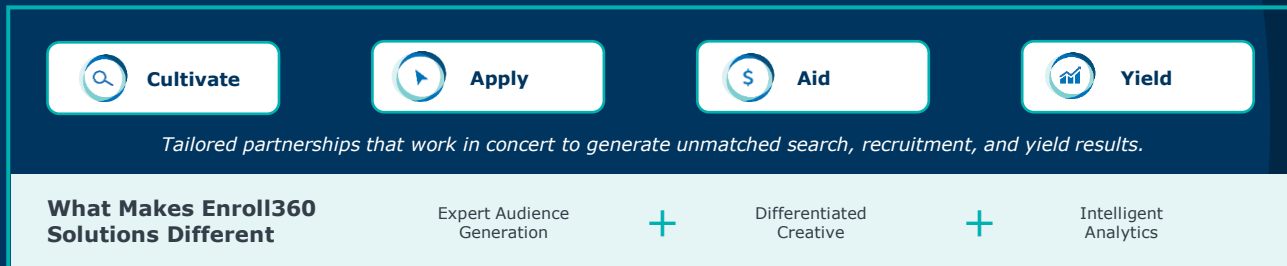 Cultivate
Apply
$
Aid
Yield
Tailored partnerships that work in concert to generate unmatched search, recruitment, and yield results.
What Makes Enroll360
Solutions Different
Expert Audience
Generation
+
Differentiated
Creative
+
Intelligent
Analytics